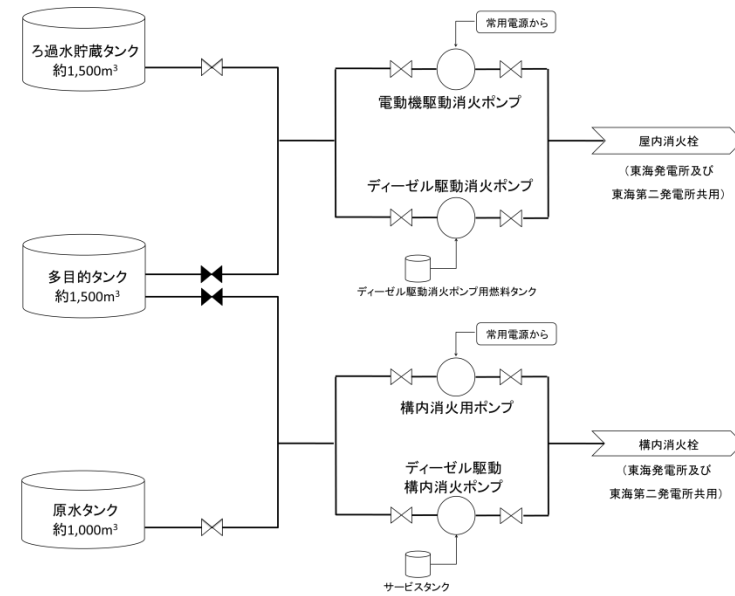 常用電源から
ろ過水貯蔵タンク
約1,500m³
電動機駆動消火ポンプ
屋内消火栓
（東海発電所及び
東海第二発電所共用）
ディーゼル駆動消火ポンプ
多目的タンク
約1,500m³
ディーゼル駆動消火ポンプ用燃料タンク
常用電源から
構内消火用ポンプ
構内消火栓
（東海発電所及び
東海第二発電所共用）
ディーゼル駆動
構内消火ポンプ
原水タンク
約1,000m³
サービスタンク